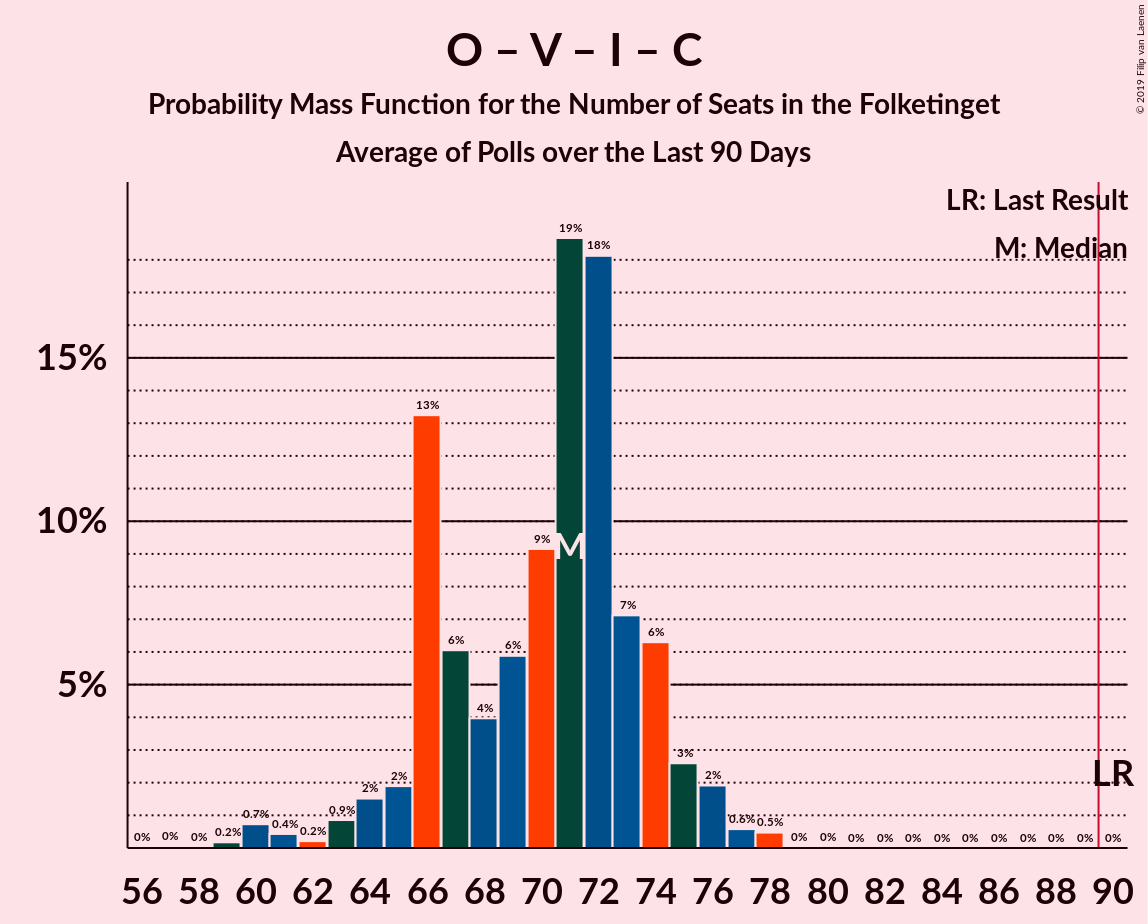 O – V – I – C
Probability Mass Function for the Number of Seats in the Folketinget
Average of Polls over the Last 90 Days
© 2019 Filip van Laenen
LR: Last Result
M: Median
15%
10%
5%
0% 0% 0% 0.2% 0.7% 0.4% 0.2% 0.9% 2% 2% 13% 6% 4% 6% 9% 19% 18% 7% 6% 3% 2% 0.6% 0.5% 0% 0% 0% 0% 0% 0% 0% 0% 0% 0% 0% 0%
M
LR
56 58 60 62 64 66 68 70 72 74 76 78 80 82 84 86 88 90